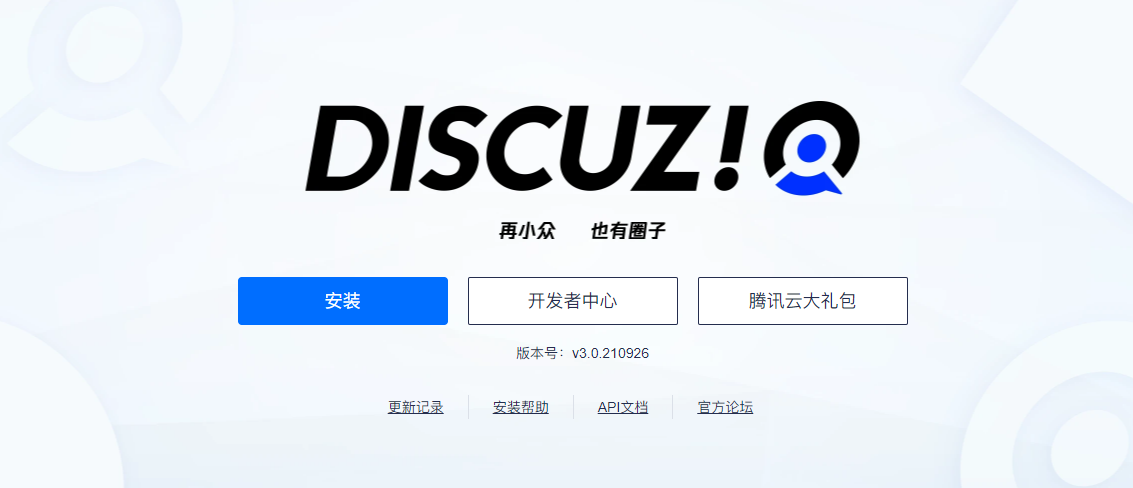 DISCUZ! Q
再小众 也有圈子
安装 开发者中心 腾讯云大礼包
版本号：v3.0.210926
更新记录 安装帮助 API文档 官方论坛